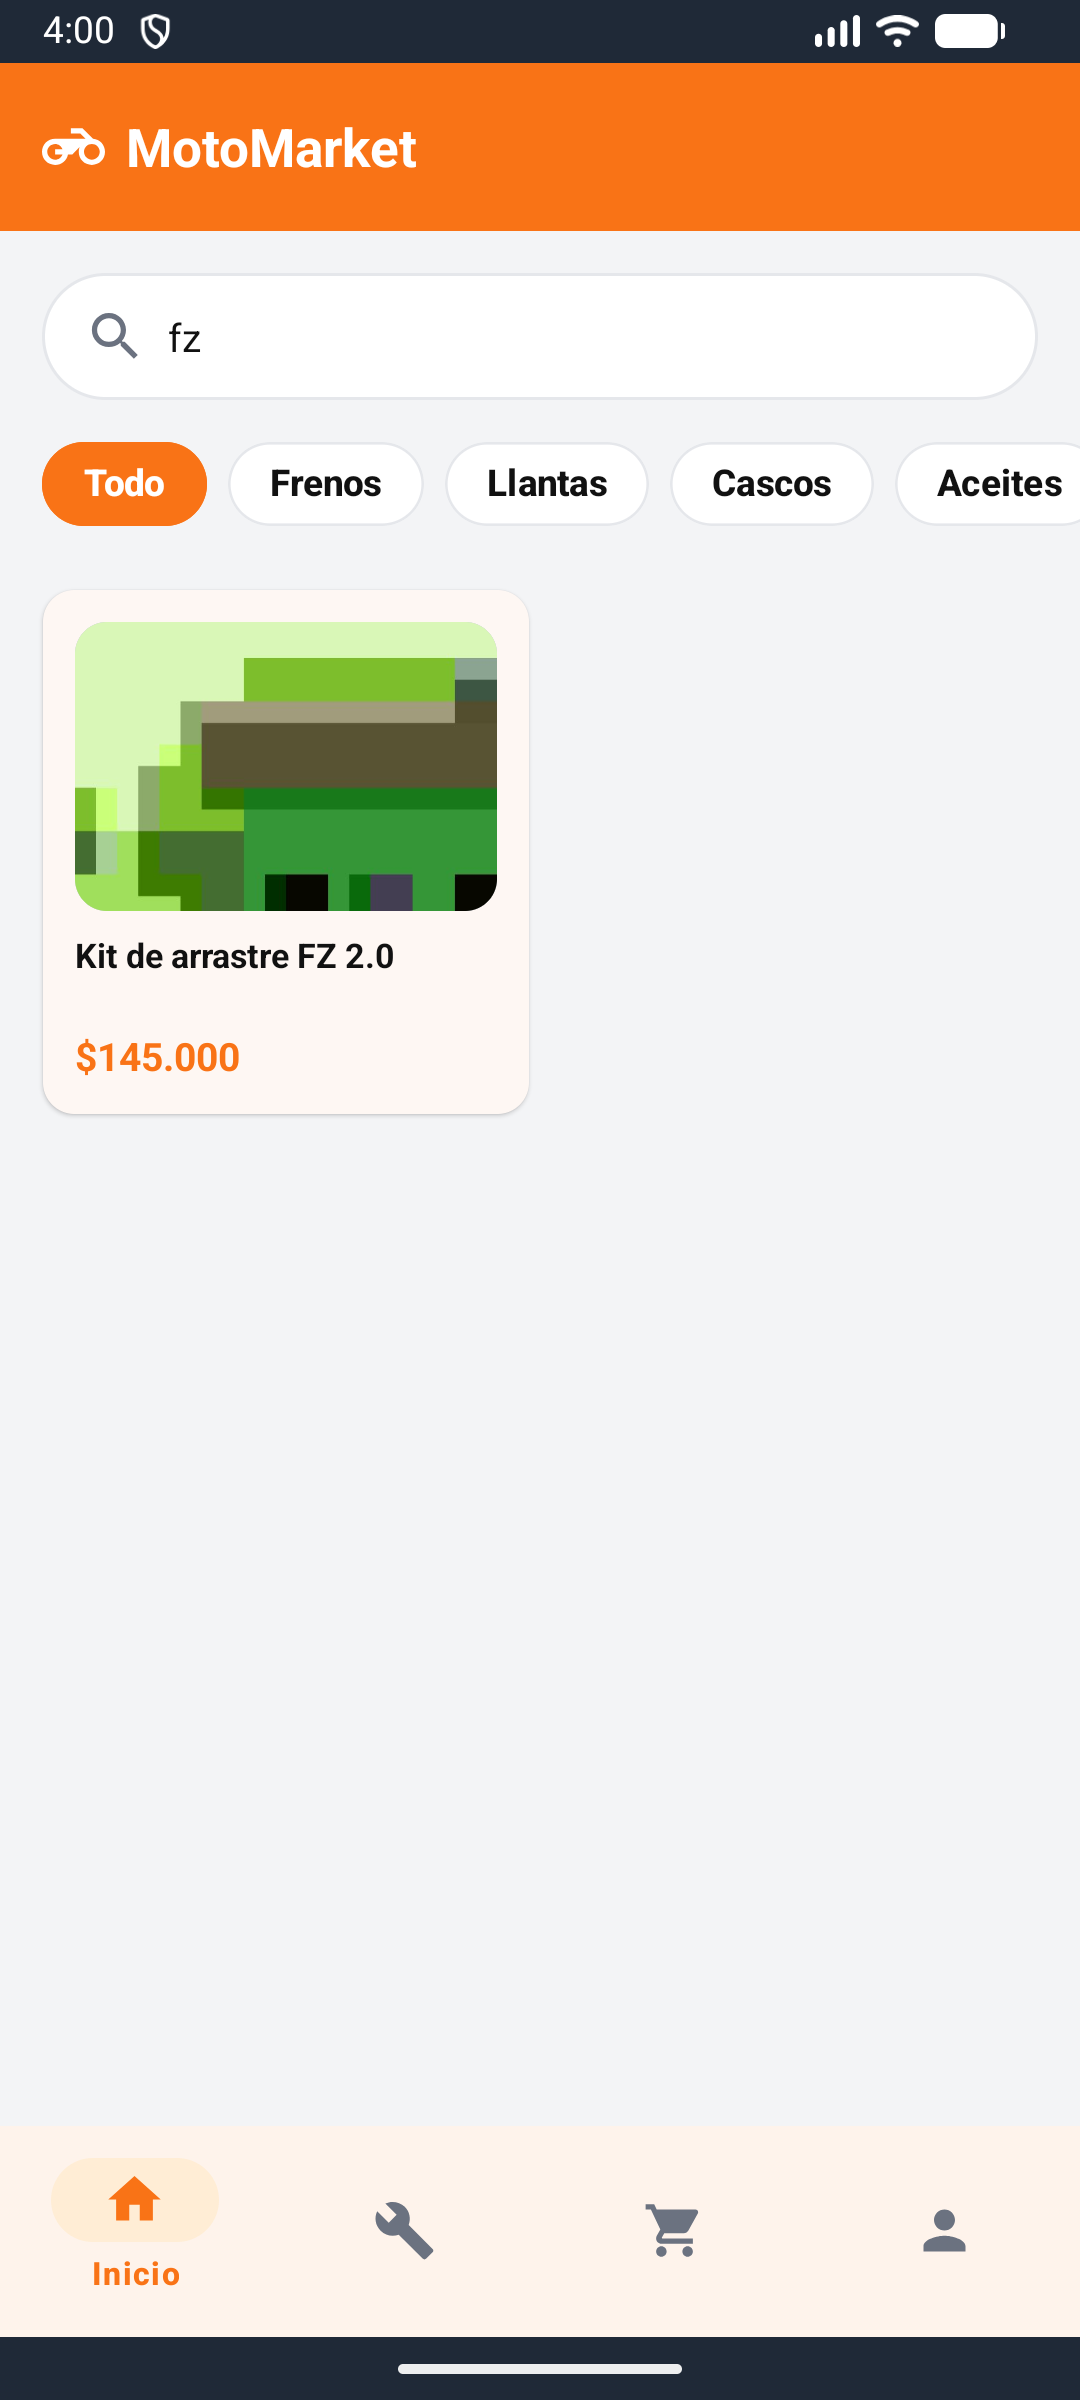 4:00
MotoMarket
fz
Todo
Frenos
Llantas
Cascos
Aceites
Kit de arrastre FZ 2.0
$145.000
Inicio